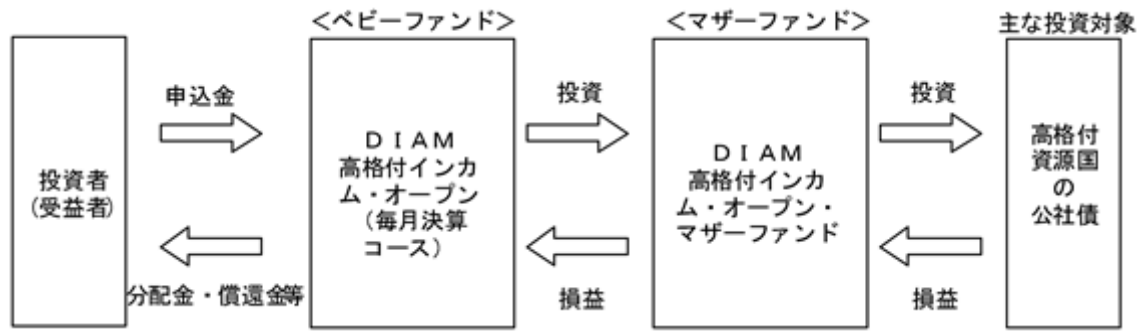 ＜ベビーファンド＞
＜マザーファンド＞
主な投資対象
投資者
(受益者)
申込金
分配金・償還金等
ＤＩＡＭ
高格付インカ
ム・オープン
（毎月決算
コース）
投資
損益
ＤＩＡＭ
高格付インカ
ム・オープン・
マザーファンド
投資
損益
高格付
資源国
の
公社債